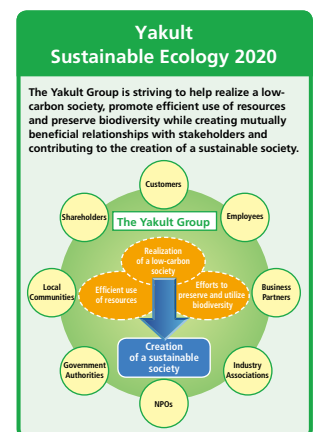 Yakult
Sustainable Ecology 2020
The Yakult Group is striving to help realize a low-
carbon society, promote efficient use of resources
and preserve biodiversity while creating mutually
beneficial relationships with stakeholders and
contributing to the creation of a sustainable society.
Customers
Shareholders
The Yakult Group
Employees
Realization
of a low-carbon
society
Local
Communities
Efficient use
of resources
Efforts to
preserve and utilize
biodiversity
Business
Partners
Creation
of a sustainable
society
Government
Authorities
Industry
Associations
NPOs